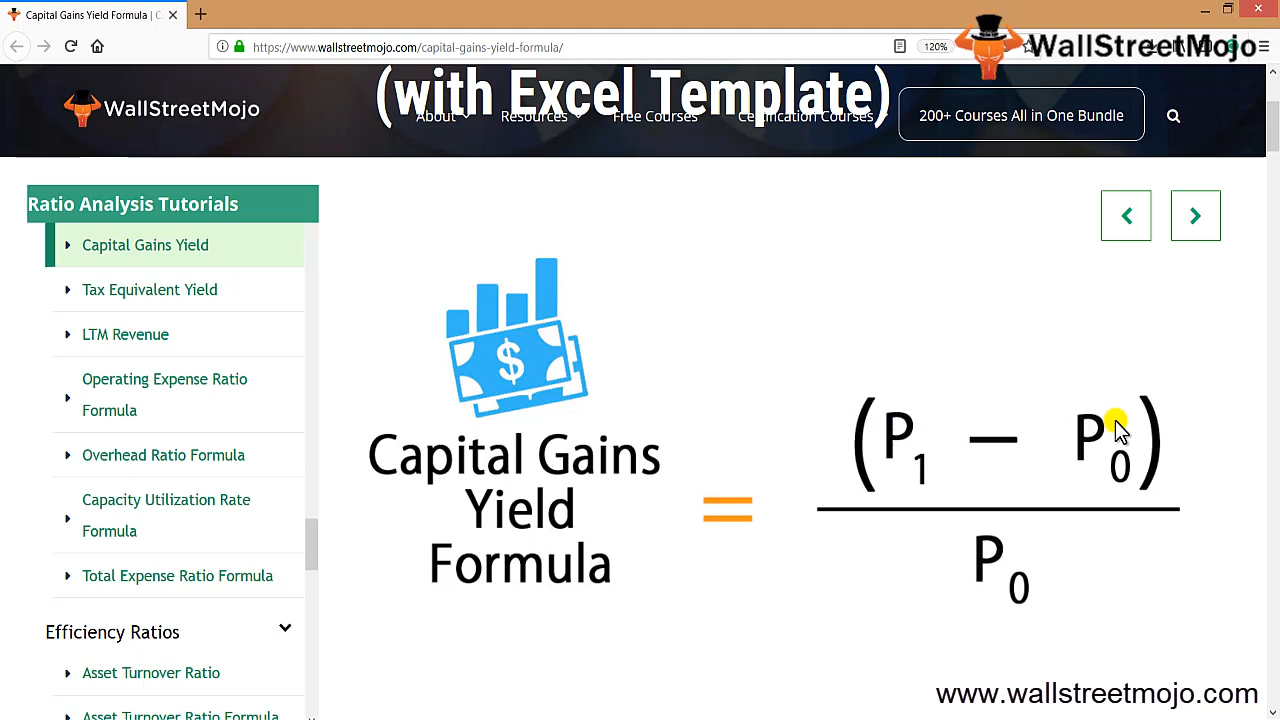 Capital Gains Yield Formula | C
https://www.wallstreetmojo.com/capital-gains-yield-formula/
120%
WallStreetMojo
(with Excel Template)
WallStreetMojo
About
Resources
Free Courses
Certification Courses
200+ Courses All in One Bundle
Ratio Analysis Tutorials
Capital Gains Yield
Tax Equivalent Yield
LTM Revenue
Operating Expense Ratio
Formula
Overhead Ratio Formula
Capacity Utilization Rate
Formula
Total Expense Ratio Formula
Efficiency Ratios
Asset Turnover Ratio
Asset Turnover Ratio Formula
$
Capital Gains
Yield
Formula
=
(P1 – P0)
P0
www.wallstreetmojo.com